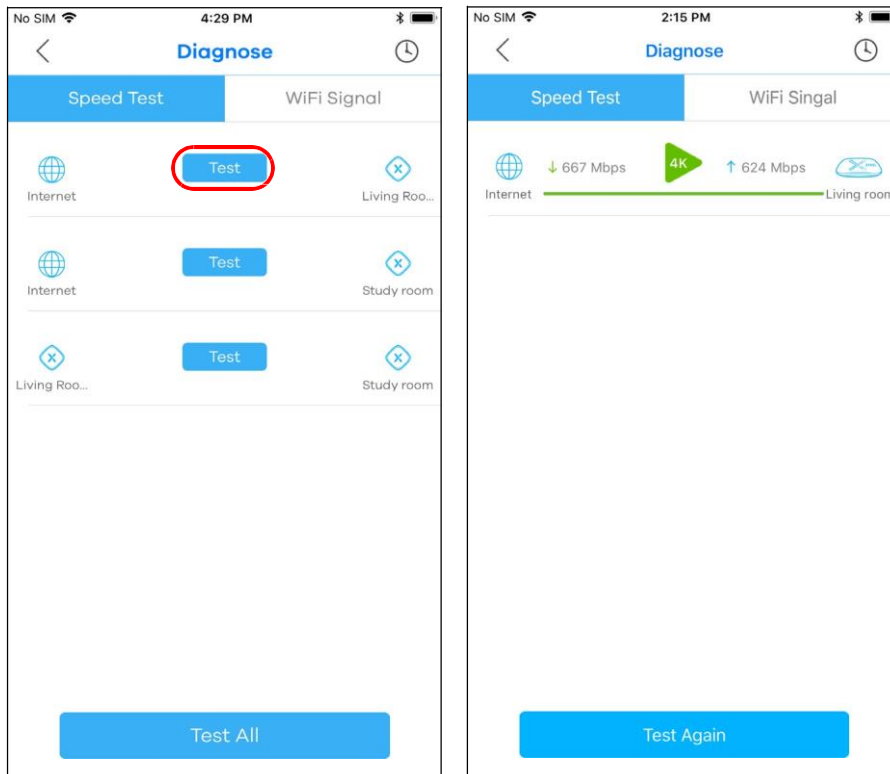 No SIM 4:29 PM
Diagnose
Speed Test WiFi Signal
Test
Internet Living Roo...
Test
Internet Study room
X Test X
Living Roo... Study room
Test All
No SIM 2:15 PM
Diagnose
Speed Test WiFi Singal
↓ 667 Mbps 4K ↑ 624 Mbps
Internet Living room
Test Again